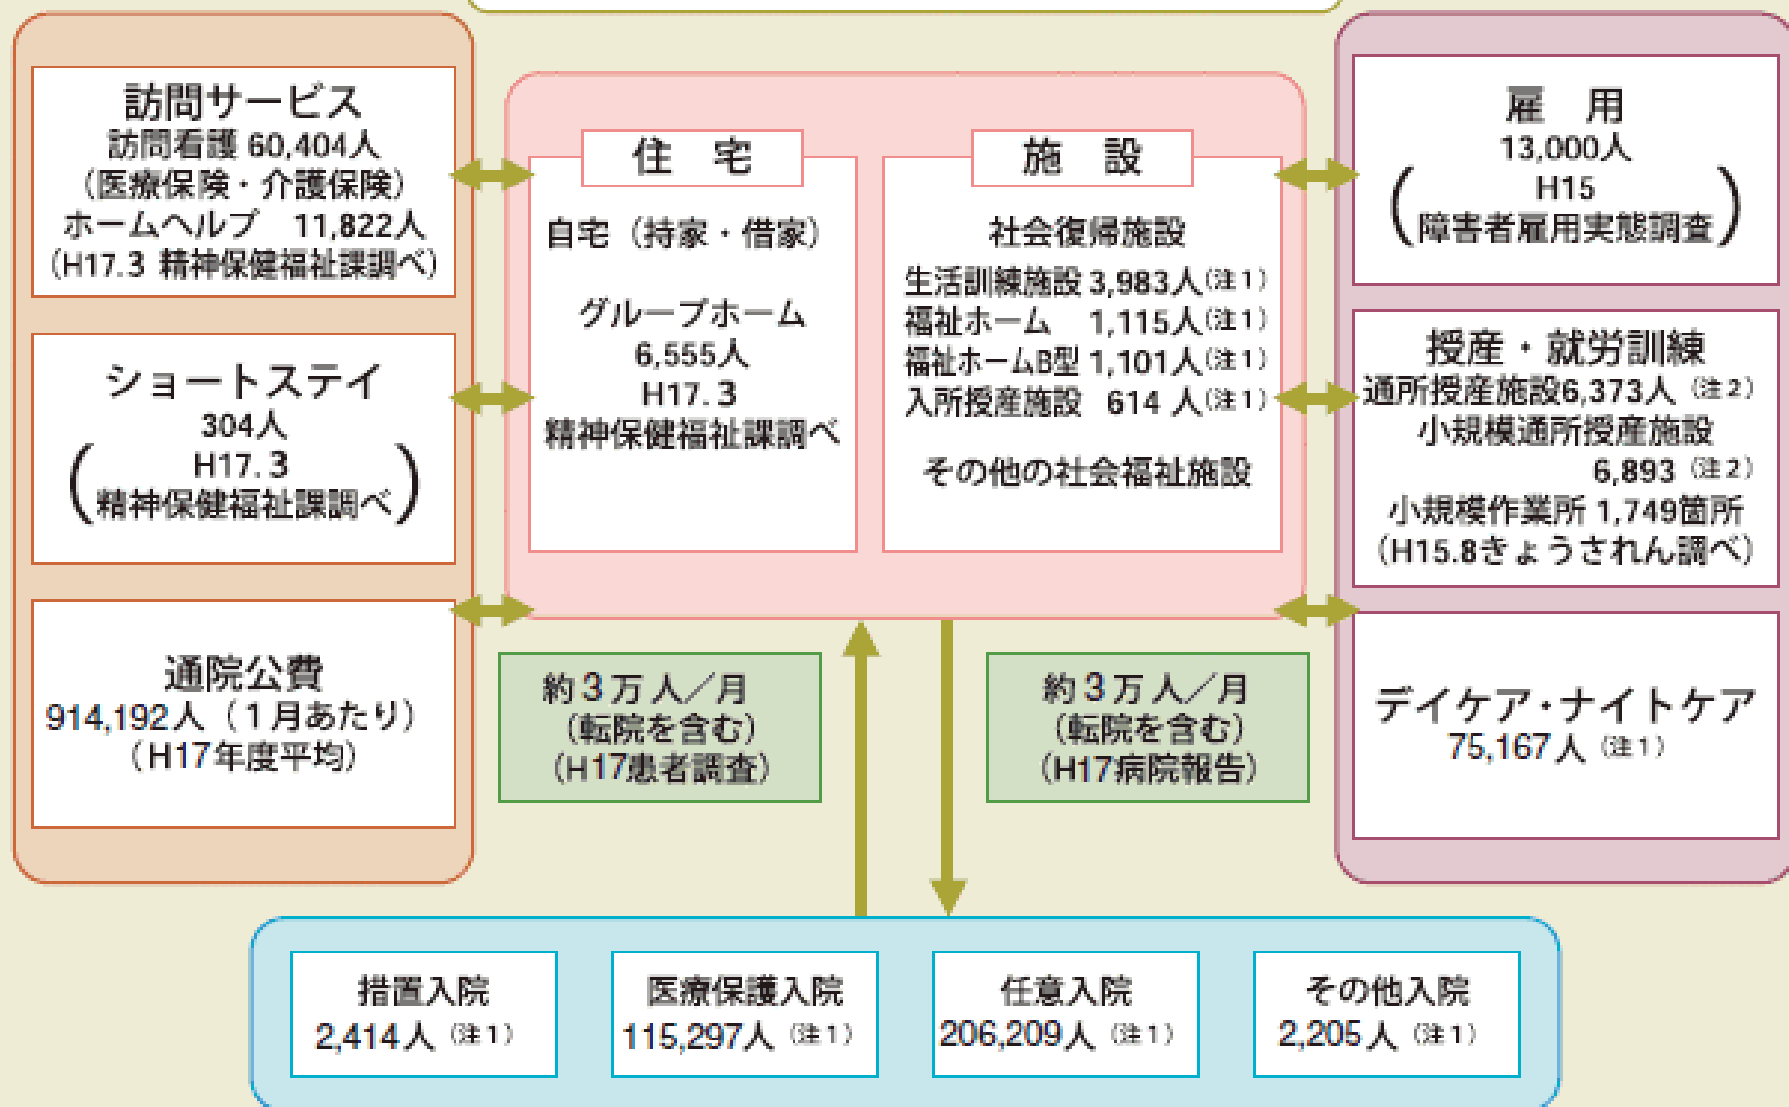 訪問サービス
訪問看護 60,404人
(医療保険・介護保険)
ホームヘルプ 11,822人
(H17.3 精神保健福祉課調べ)
ショートステイ
304人
(H17.3
精神保健福祉課調べ)
通院公費
914,192人(1月あたり)
(H17年度平均)
住 宅
自宅(持家・借家)
グループホーム
6,555人
H17.3
精神保健福祉課調べ
施 設
社会復帰施設
生活訓練施設 3,983人(注1)
福祉ホーム 1,115人(注1)
福祉ホームB型 1,101人(注1)
入所授産施設 614 人(注1)
その他の社会福祉施設
雇 用
13,000人
(H15
障害者雇用実態調査)
授産・就労訓練
通所授産施設6,373人(注2)
小規模通所授産施設
6,893(注2)
小規模作業所 1,749箇所
(H15.8きょうされん調べ)
デイケア・ナイトケア
75,167人(注1)
約3万人/月
(転院を含む)
(H17患者調査)
約3万人/月
(転院を含む)
(H17病院報告)
措置入院
2,414人(注1)
医療保護入院
115,297人(注1)
任意入院
206,209人(注1)
その他入院
2,205人(注1)